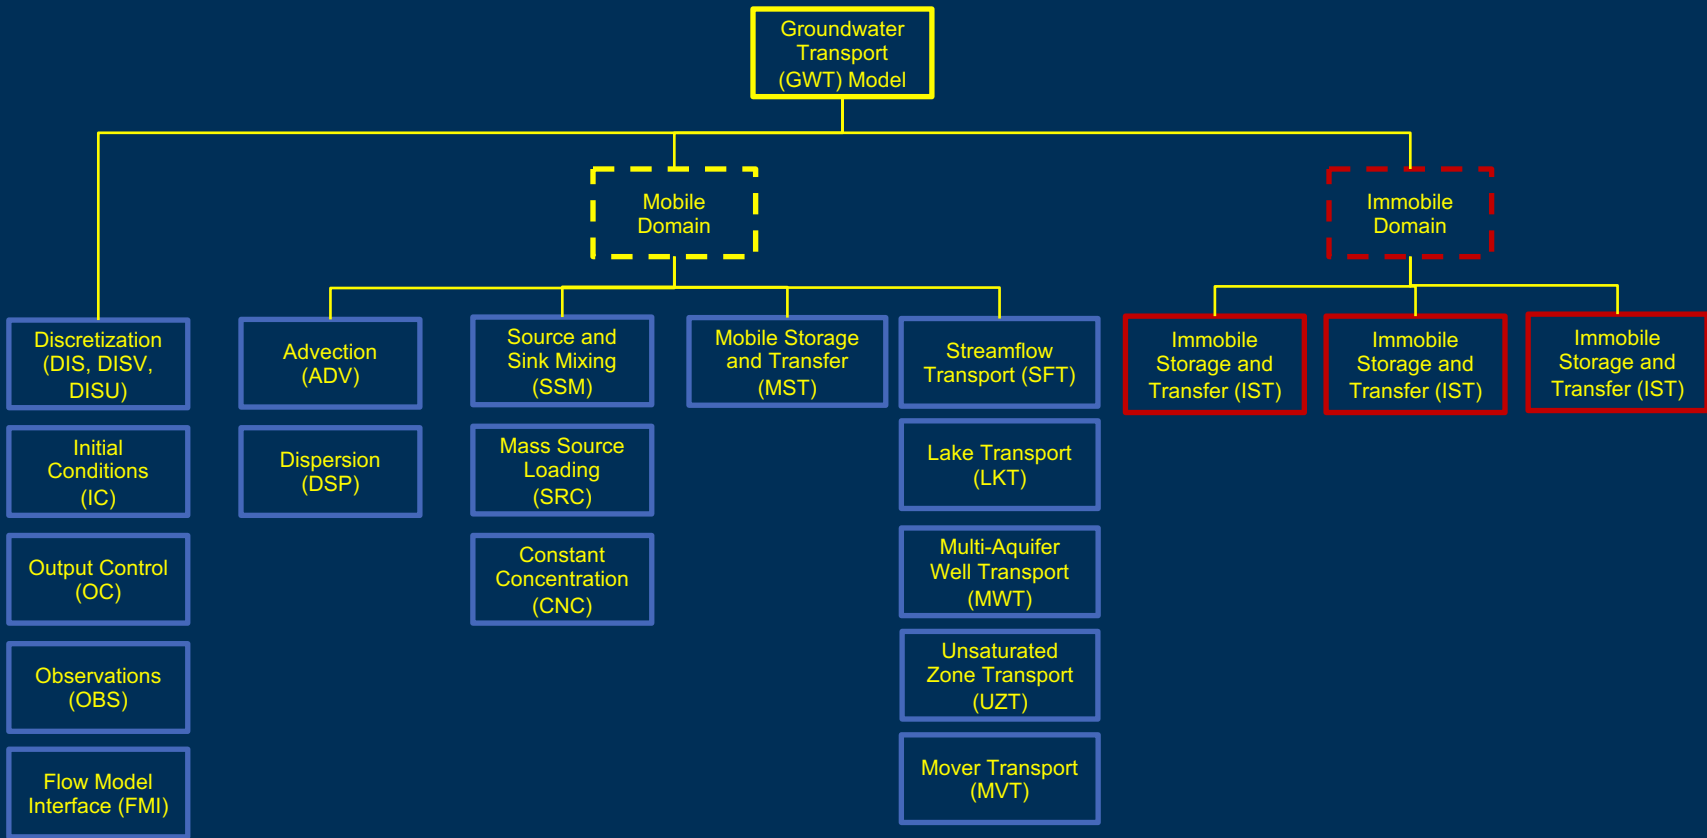 Groundwater
Transport
(GWT) Model
Mobile
Domain
Immobile
Domain
Discretization
(DIS, DISV,
DISU)
Initial
Conditions
(IC)
Output Control
(OC)
Observations
(OBS)
Flow Model
Interface (FMI)
Advection
(ADV)
Dispersion
(DSP)
Source and
Sink Mixing
(SSM)
Mass Source
Loading
(SRC)
Constant
Concentration
(CNC)
Mobile Storage
and Transfer
(MST)
Streamflow
Transport (SFT)
Lake Transport
(LKT)
Multi-Aquifer
Well Transport
(MWT)
Unsaturated
Zone Transport
(UZT)
Mover Transport
(MVT)
Immobile
Storage and
Transfer (IST)
Immobile
Storage and
Transfer (IST)
Immobile
Storage and
Transfer (IST)